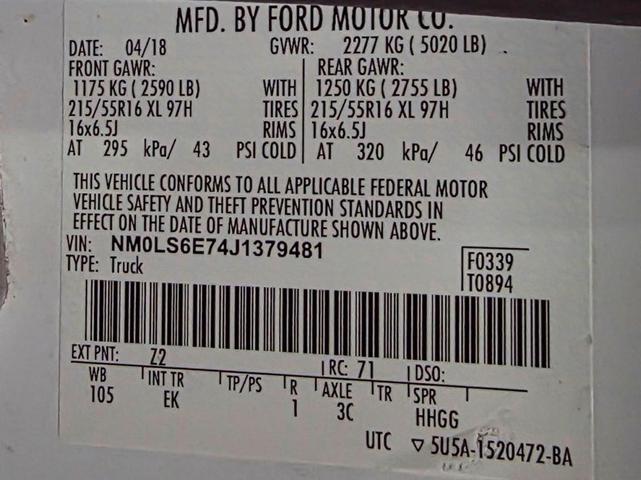 MFD. BY FORD MOTOR CO.
DATE: 04/18 GVWR: 2277 KG ( 5020 LB)
FRONT GAWR: REAR GAWR:
1175 KG ( 2590 LB) WITH 1250 KG ( 2755 LB) WITH
215/55R16 XL 97H TIRES 215/55R16 XL 97H TIRES
16x6.5J RIMS 16x6.5J RIMS
AT 295 kPa/ 43 PSI COLD AT 320 kPa/ 46 PSI COLD
THIS VEHICLE CONFORMS TO ALL APPLICABLE FEDERAL MOTOR
VEHICLE SAFETY AND THEFT PREVENTION STANDARDS IN
EFFECT ON THE DATE OF MANUFACTURE SHOWN ABOVE.
VIN: NM0LS6E74J1379481
TYPE: Truck
F0339
T0894
EXT PNT: Z2 RC: 71 DSO:
WB INT TR TP/PS R AXLE TR SPR
105 EK 1 3C HHGG
UTC ▽ 5U5A-1520472-BA